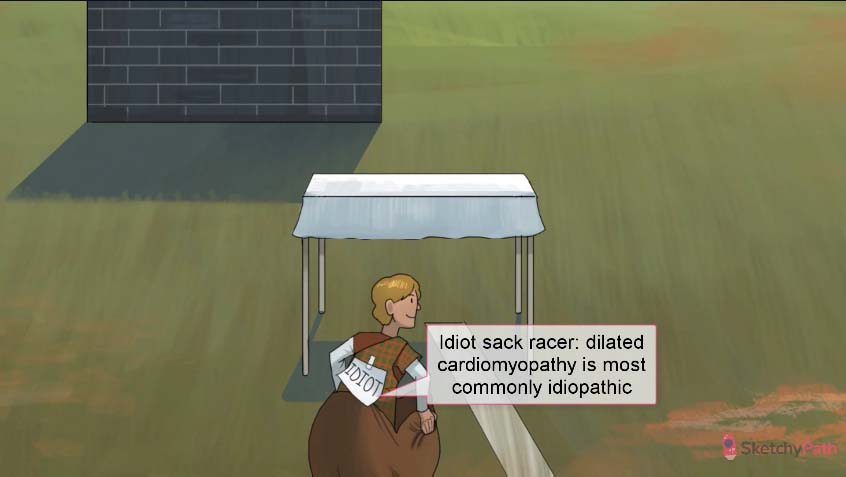 Idiot sack racer: dilated
cardiomyopathy is most
commonly idiopathic
IDIOT
SketchyPath